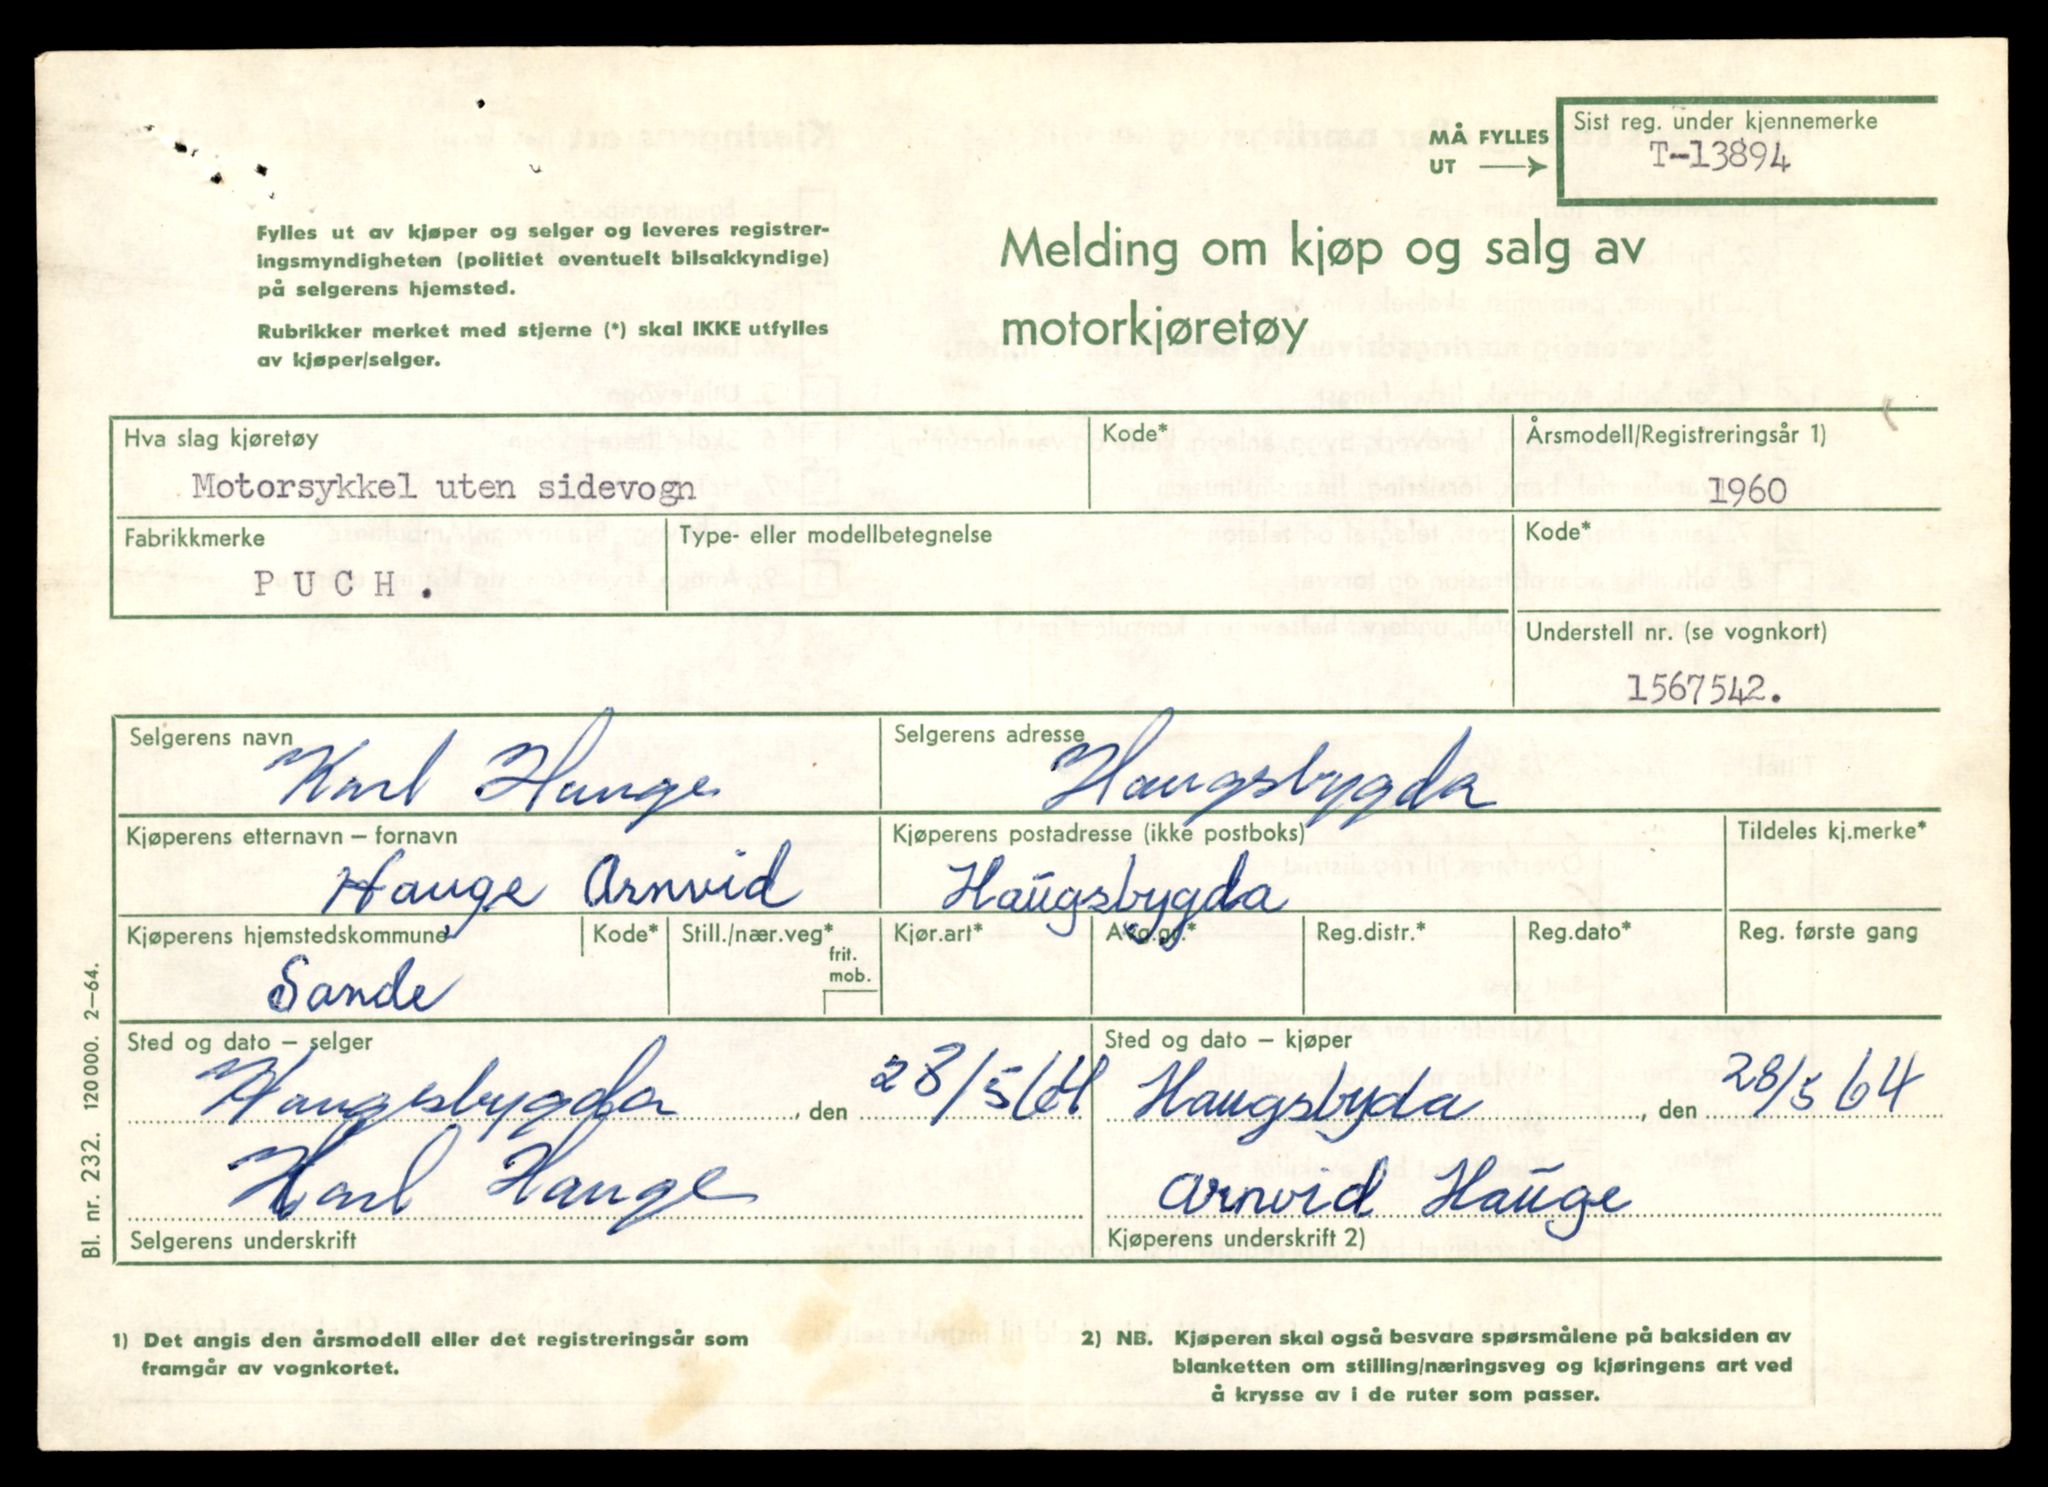 MÅ FYLLES UT
Sist reg. under kjennemerke
T-13894
Fylles ut av kjøper og selger og leveres registrer-
ingsmyndigheten (politiet eventuelt bilsakkyndige)
på selgerens hjemsted.
Rubrikker merket med stjerne (*) skal IKKE utfylles
av kjøper/selger.
Melding om kjøp og salg av
motorkjøretøy
Hva slag kjøretøy
Motorsykkel uten sidevogn
Kode*
Årsmodell/Registreringsår 1)
1960
Fabrikkmerke
PUCH.
Type- eller modellbetegnelse
Kode*
Understell nr. (se vognkort)
1567542.
Selgerens navn
Karl Hauge
Selgerens adresse
Haugsbygda
Kjøperens etternavn – fornavn
Hauge Arnvid
Kjøperens postadresse (ikke postboks)
Haugsbygda
Tildeles kj.merke*
Kjøperens hjemstedskommune
Sande
Kode*
Still./nær.veg*
frit.
mob.
Kjør.art*
Avg.gr.*
Reg.distr.*
Reg.dato*
Reg. første gang
Sted og dato – selger
Haugsbygda, den 28/5 64
Karl Hauge
Selgerens underskrift
Sted og dato – kjøper
Haugsbyda, den 28/5 64
Arnvid Hauge
Kjøperens underskrift 2)
Bl. nr. 232. 120 000. 2–64.
1) Det angis den årsmodell eller det registreringsår som
framgår av vognkortet.
2) NB. Kjøperen skal også besvare spørsmålene på baksiden av
blanketten om stilling/næringsveg og kjøringens art ved
å krysse av i de ruter som passer.